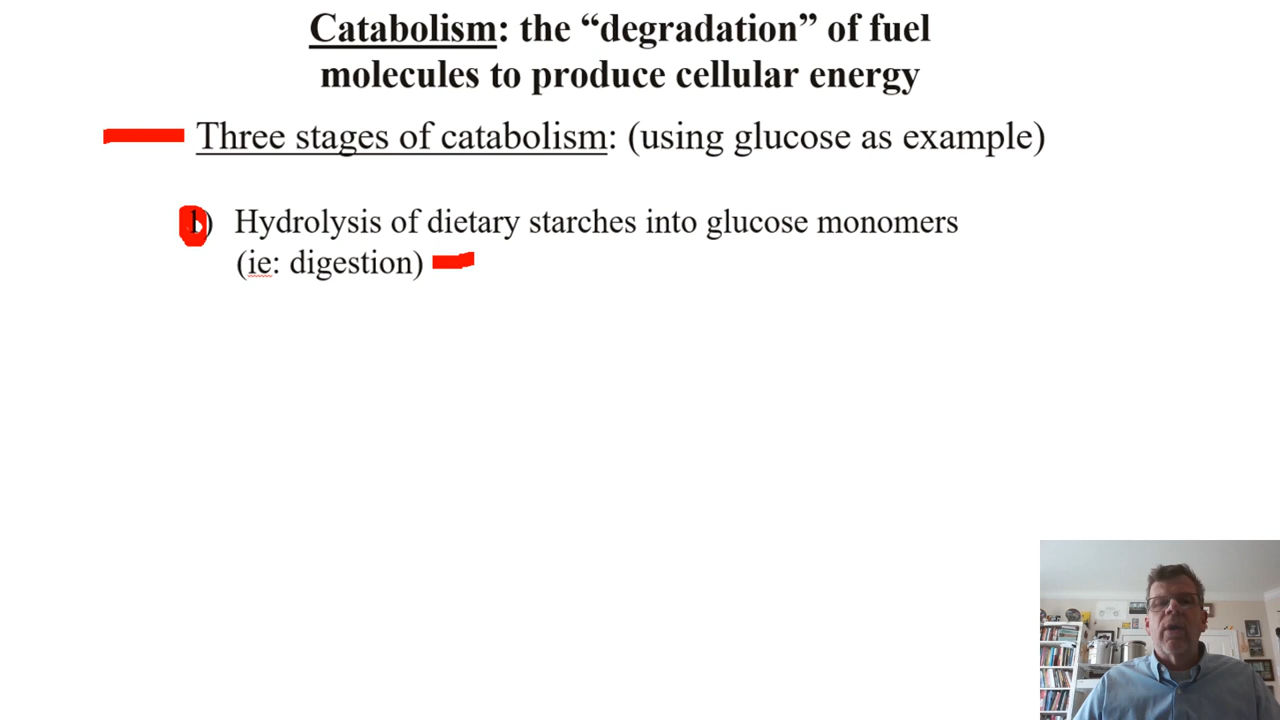 Catabolism: the “degradation” of fuel
molecules to produce cellular energy
Three stages of catabolism: (using glucose as example)
1) Hydrolysis of dietary starches into glucose monomers
(ie: digestion)